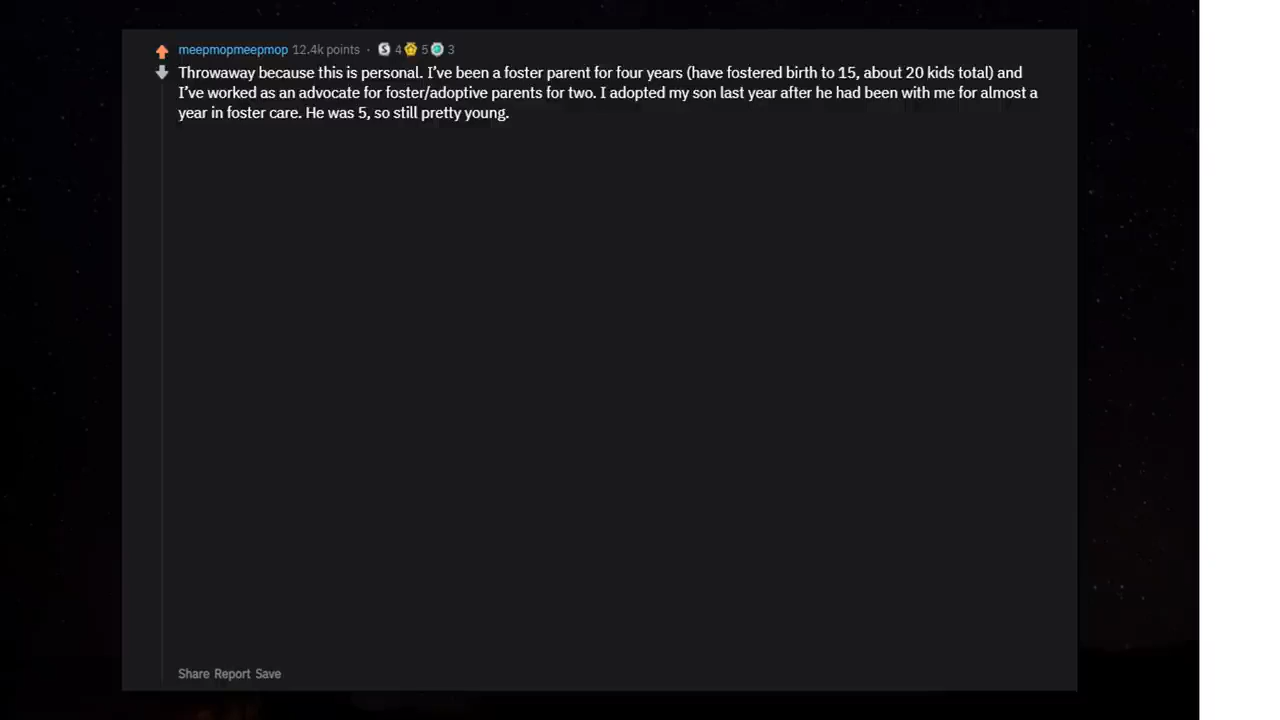 meepmopmeepmop 12.4k points · 4 5 3
Throwaway because this is personal. I've been a foster parent for four years (have fostered birth to 15, about 20 kids total) and
I've worked as an advocate for foster/adoptive parents for two. I adopted my son last year after he had been with me for almost a
year in foster care. He was 5, so still pretty young.
Share Report Save